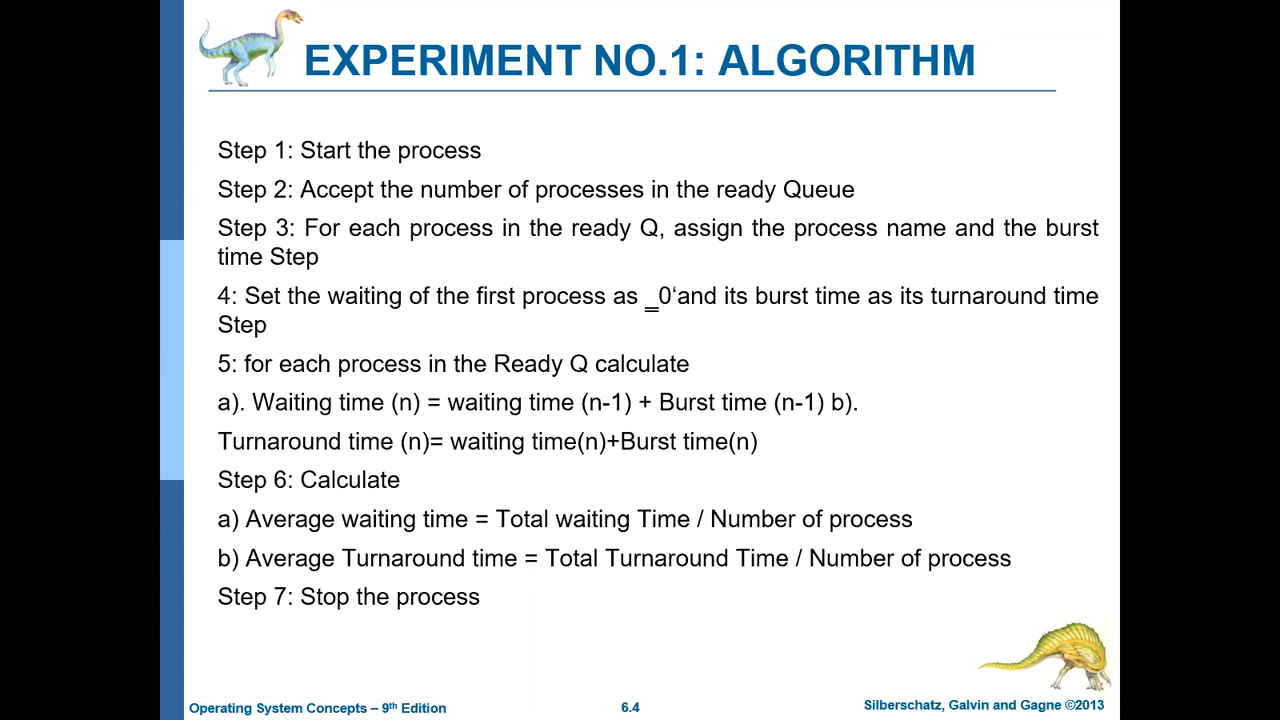 EXPERIMENT NO.1: ALGORITHM
Step 1: Start the process
Step 2: Accept the number of processes in the ready Queue
Step 3: For each process in the ready Q, assign the process name and the burst
time Step
4: Set the waiting of the first process as ‗0‘and its burst time as its turnaround time
Step
5: for each process in the Ready Q calculate
a). Waiting time (n) = waiting time (n-1) + Burst time (n-1) b).
Turnaround time (n)= waiting time(n)+Burst time(n)
Step 6: Calculate
a) Average waiting time = Total waiting Time / Number of process
b) Average Turnaround time = Total Turnaround Time / Number of process
Step 7: Stop the process
Operating System Concepts – 9th Edition
6.4
Silberschatz, Galvin and Gagne ©2013